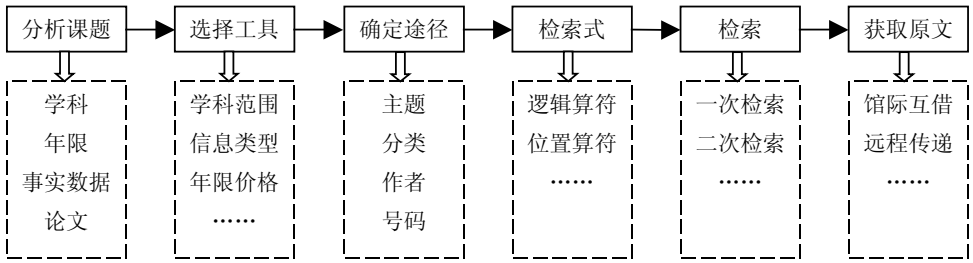 分析课题
选择工具
确定途径
检索式
检索
获取原文
学科
年限
事实数据
论文
学科范围
信息类型
年限价格
……
主题
分类
作者
号码
逻辑算符
位置算符
……
一次检索
二次检索
……
馆际互借
远程传递
……